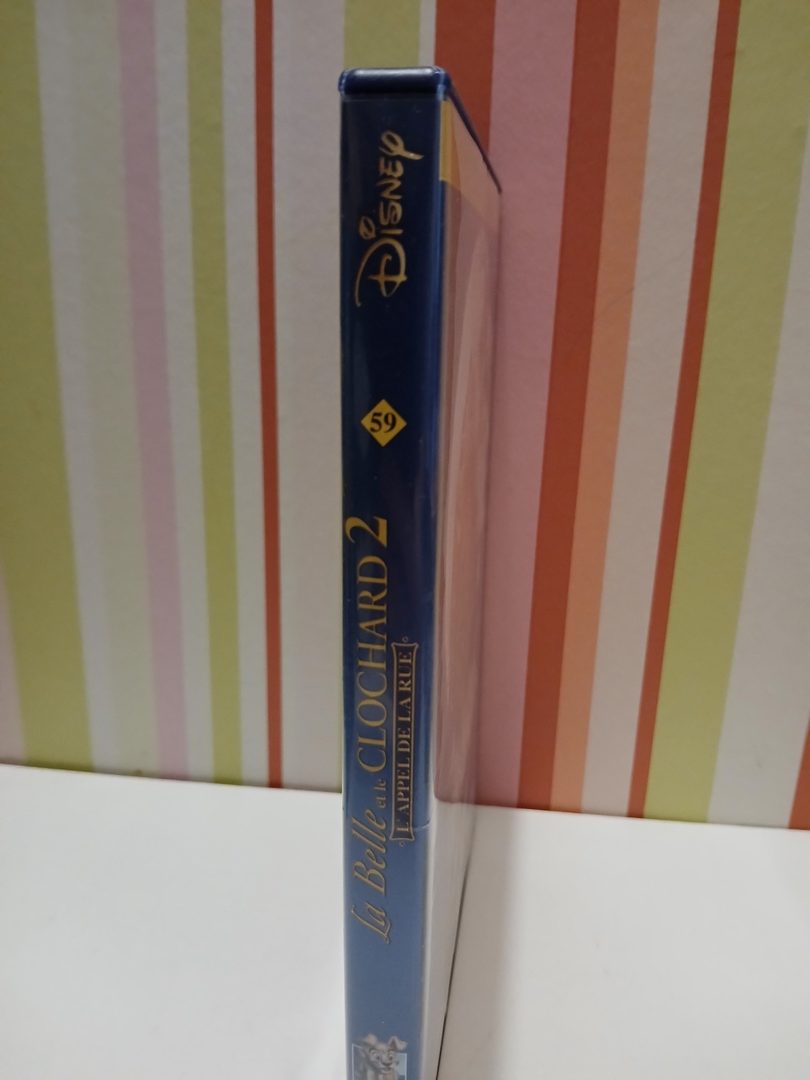 DISNEY
59
La Belle et le CLOCHARD 2
L'APPEL DE LA RUE